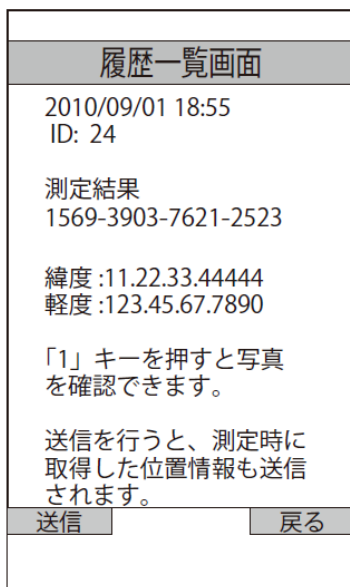 履歴一覧画面
2010/09/01 18:55
ID: 24
測定結果
1569-3903-7621-2523
緯度 :11.22.33.44444
軽度 :123.45.67.7890
「1」キーを押すと写真
を確認できます。
送信を行うと、測定時に
取得した位置情報も送信
されます。
送信 戻る